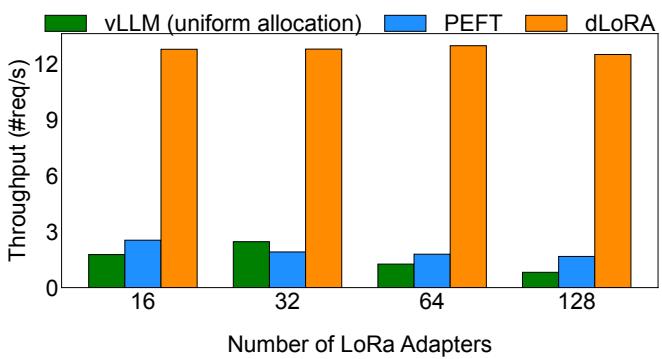 vLLM (uniform allocation) PEFT dLoRA
Throughput (#req/s)
12
9
6
3
0
16 32 64 128
Number of LoRa Adapters